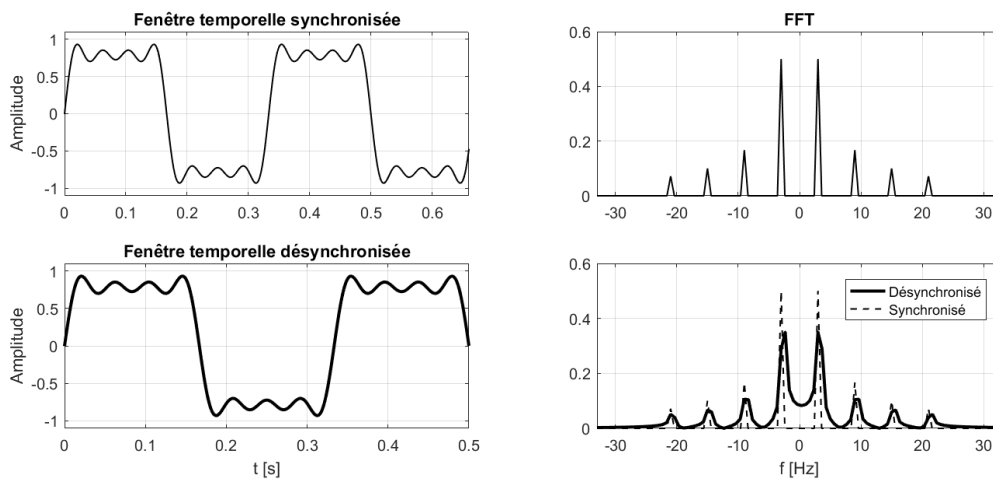 Fenêtre temporelle synchronisée
1
0.5
0
-0.5
-1
Amplitude
0 0.1 0.2 0.3 0.4 0.5 0.6
FFT
0.6
0.4
0.2
0
-30 -20 -10 0 10 20 30
Fenêtre temporelle désynchronisée
1
0.5
0
-0.5
-1
Amplitude
0 0.1 0.2 0.3 0.4 0.5
t [s]
0.6
0.4
0.2
0
Désynchronisé
Synchronisé
-30 -20 -10 0 10 20 30
f [Hz]